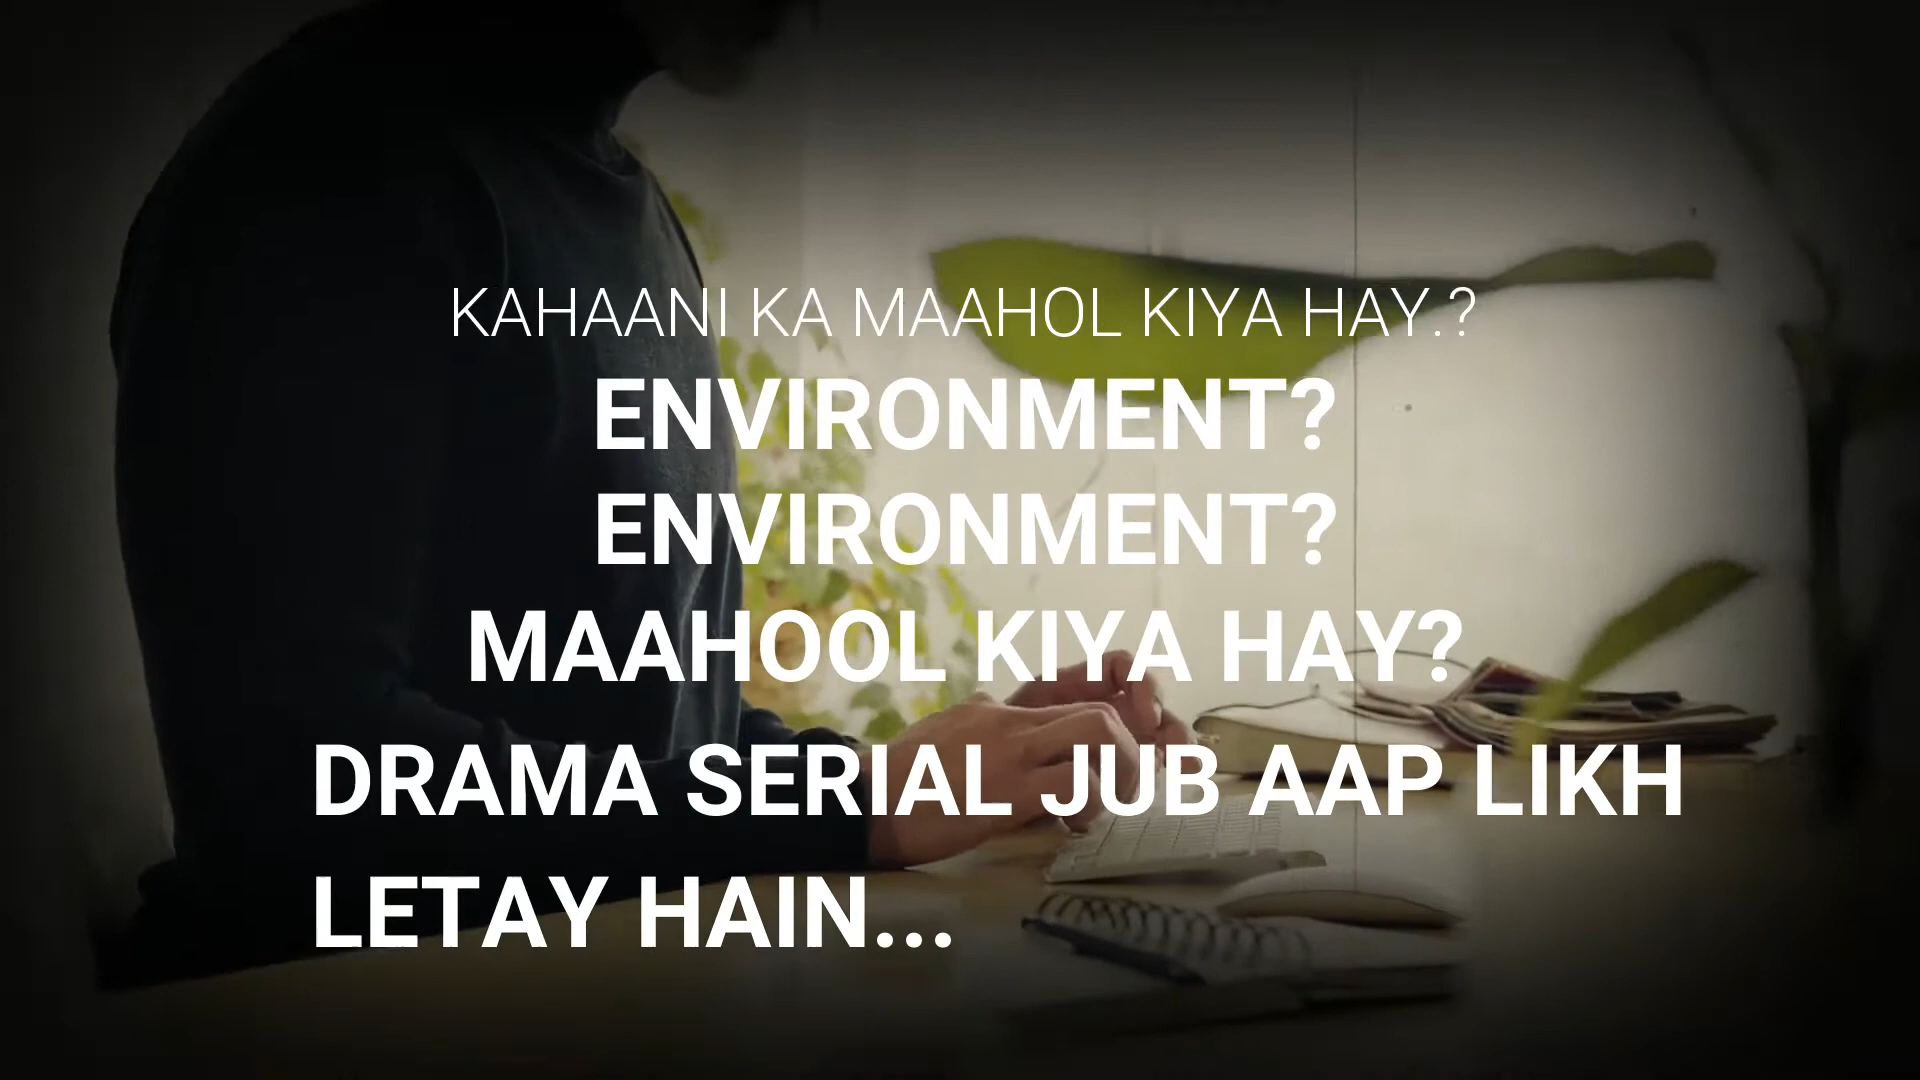 KAHAANI KA MAAHOL KIYA HAY.?
ENVIRONMENT?
ENVIRONMENT?
MAAHOOL KIYA HAY?
DRAMA SERIAL JUB AAP LIKH
LETAY HAIN...